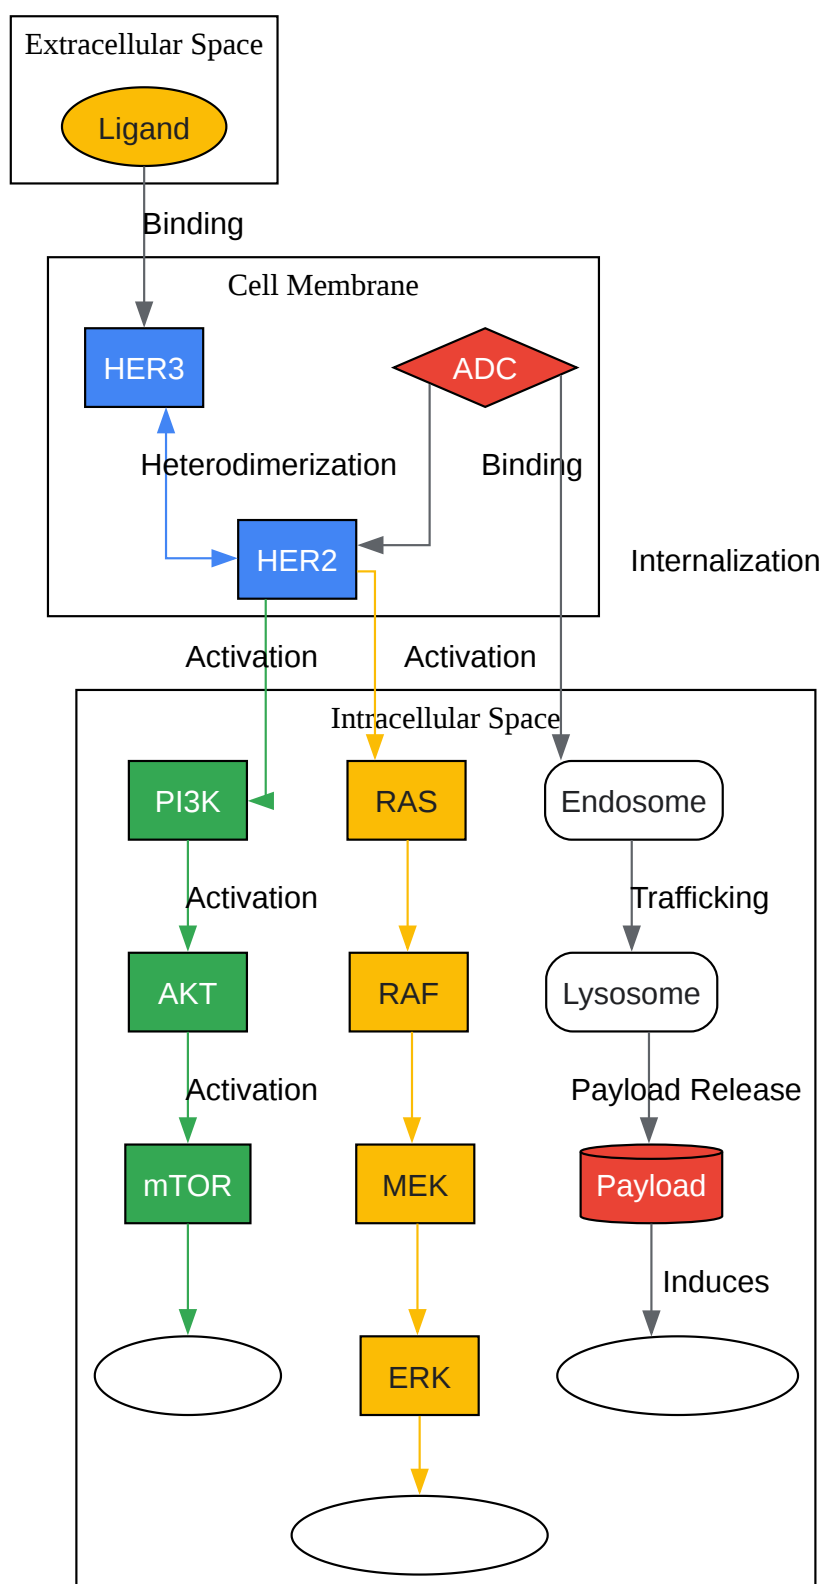 Extracellular Space
Ligand
Binding
Cell Membrane
HER3
ADC
Heterodimerization
Binding
HER2
Internalization
Activation
Activation
Intracellular Space
PI3K
RAS
Endosome
Activation
Trafficking
AKT
RAF
Lysosome
Activation
Payload Release
mTOR
MEK
Payload
Induces
ERK